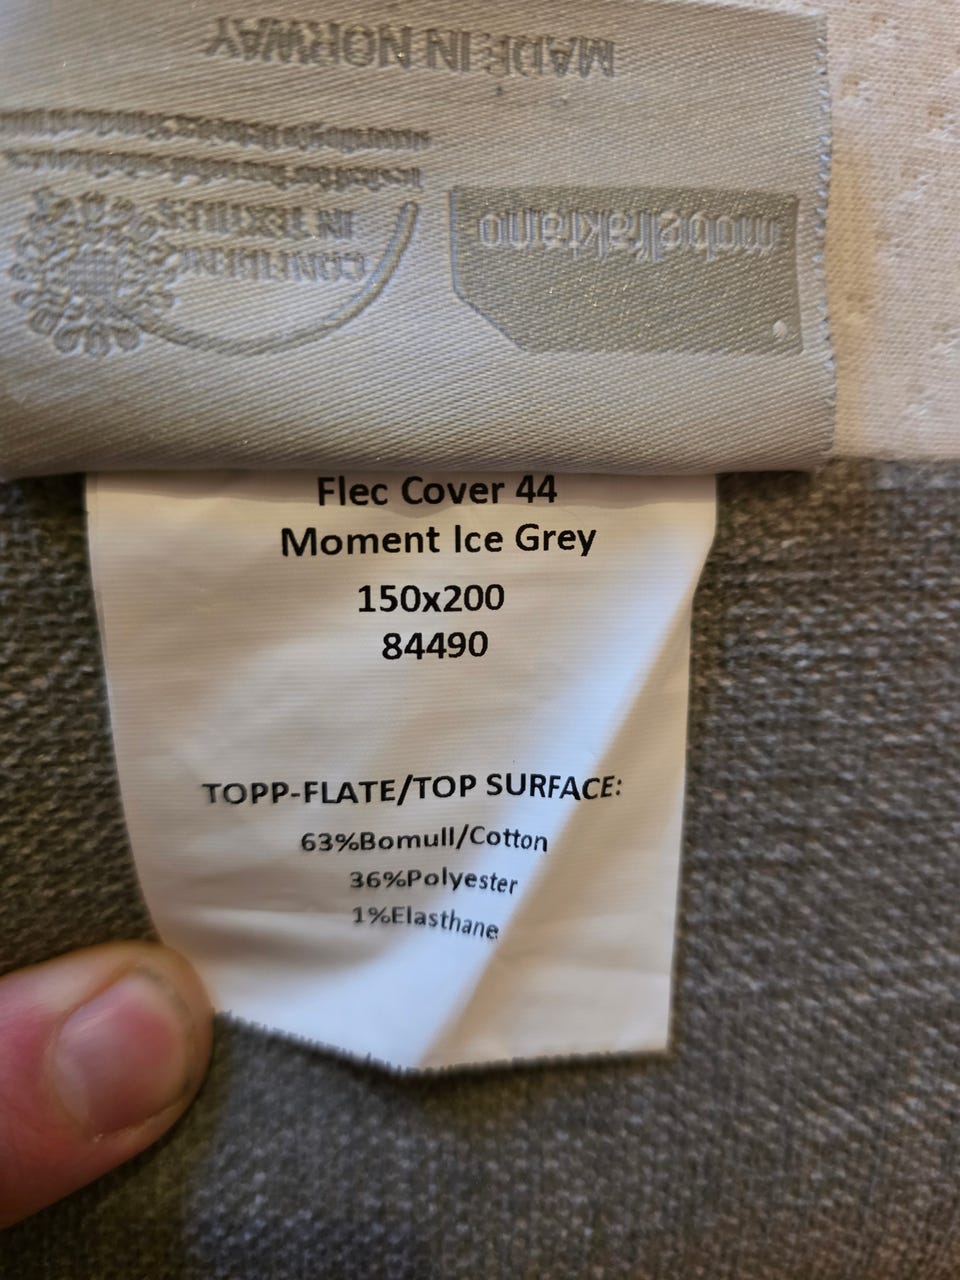 MADE IN NORWAY
CONFIDENCE
IN TEXTILES
møbelfakta
Flec Cover 44
Moment Ice Grey
150x200
84490
TOPP-FLATE/TOP SURFACE:
63%Bomull/Cotton
36%Polyester
1%Elasthane